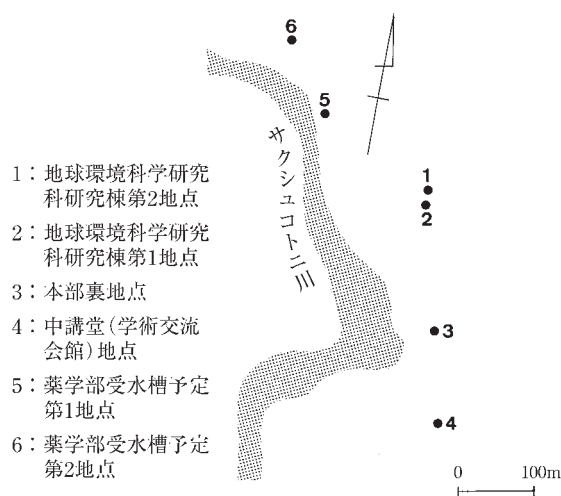 6
5
サクシュコトニ川
1
2
3
4
1：地球環境科学研究
科研究棟第2地点
2：地球環境科学研究
科研究棟第1地点
3：本部裏地点
4：中講堂(学術交流
会館)地点
5：薬学部受水槽予定
第1地点
6：薬学部受水槽予定
第2地点
0 100m